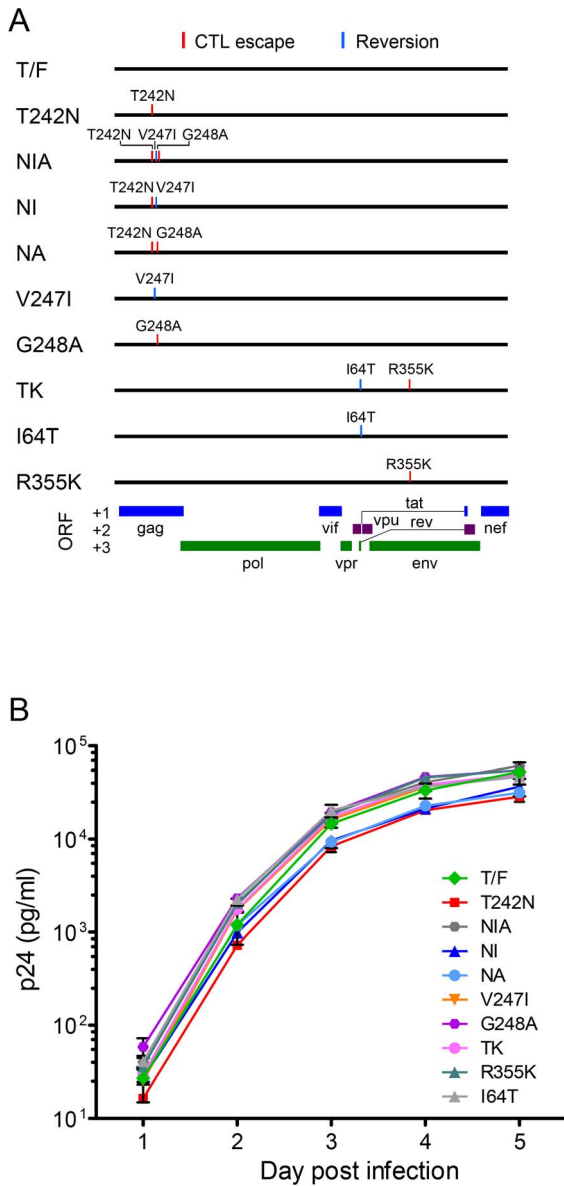 A
CTL escape Reversion
T/F
T242N
T242N
T242N V247I G248A
NIA
T242N V247I
NI
T242N G248A
NA
V247I
V247I
G248A
G248A
I64T R355K
TK
I64T
I64T
R355K
R355K
ORF
+1 gag vif tat nef
+2 vpu rev
+3 pol vpr env
B
p24 (pg/ml)
10^5
10^4
10^3
10^2
10^1
T/F
T242N
NIA
NI
NA
V247I
G248A
TK
R355K
I64T
1 2 3 4 5
Day post infection